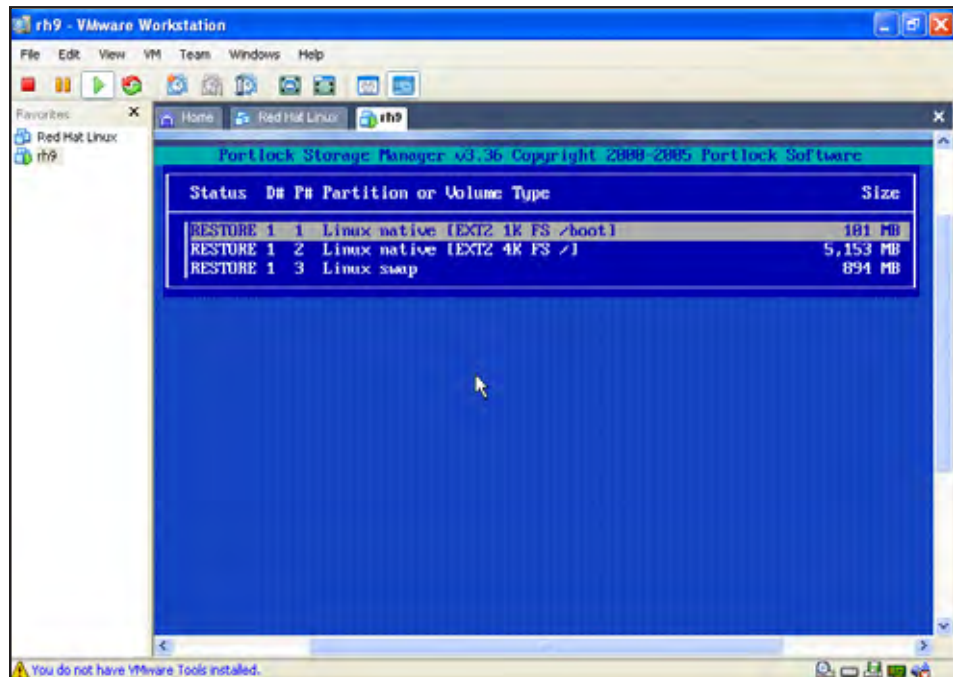 rh9 - VMware Workstation
File Edit View VM Team Windows Help
Favorites
Home Red Hat Linux rh9
Red Hat Linux
rh9
Portlock Storage Manager v3.36 Copyright 2000-2005 Portlock Software
Status D# P# Partition or Volume Type Size
RESTORE 1 1 Linux native [EXT2 1K FS /boot] 101 MB
RESTORE 1 2 Linux native [EXT2 4K FS /] 5,153 MB
RESTORE 1 3 Linux swap 894 MB
You do not have VMware Tools installed.